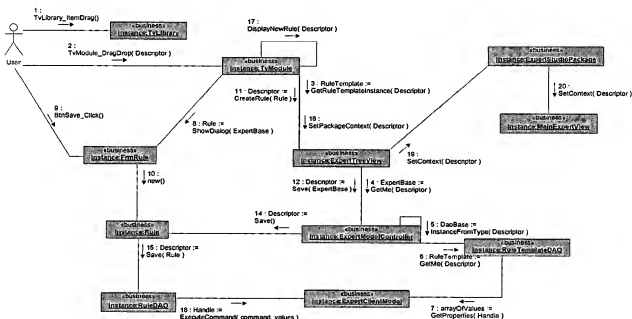 1 :
TvLibrary_ItemDrag()
«business»
Instance:TvLibrary
17 :
DisplayNewRule( Descriptor )
2 :
TvModule_DragDrop( Descriptor )
User
«business»
Instance:TvModule
«business»
Instance:ExpertStudioPackage
3 : RuleTemplate :=
GetRuleTemplateInstance( Descriptor )
11 : Descriptor :=
CreateRule( Rule )
20 :
SetContext( Descriptor )
9 :
BtnSave_Click()
8 : Rule :=
ShowDialog( ExpertBase )
18 :
SetPackageContext( Descriptor )
«business»
Instance:MainExpertView
«business»
Instance:FrmRule
«business»
Instance:ExpertTreeView
19 :
SetContext( Descriptor )
10 :
new()
12 : Descriptor :=
Save( ExpertBase )
4 : ExpertBase :=
GetMe( Descriptor )
14 : Descriptor :=
Save()
«business»
Instance:Rule
«business»
Instance:ExpertModelController
5 : DaoBase :=
InstanceFromType( Descriptor )
«business»
Instance:RuleTemplateDAO
15 : Descriptor :=
Save( Rule )
6 : RuleTemplate :=
GetMe( Descriptor )
«business»
Instance:RuleDAO
«business»
Instance:ExpertClientModel
16 : Handle :=
ExecuteCommand( command, values )
7 : arrayOfValues :=
GetProperties( Handle )